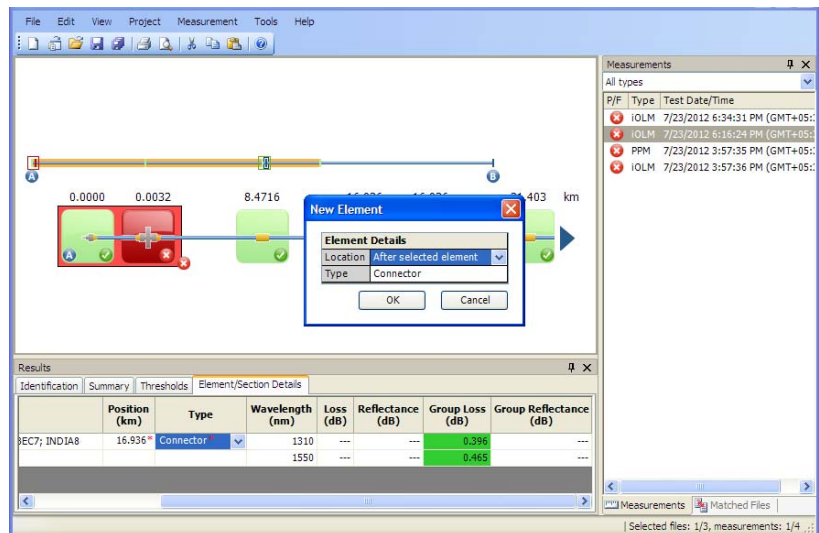 File Edit View Project Measurement Tools Help
Measurements
All types
P/F Type Test Date/Time
iOLM 7/23/2012 6:34:31 PM (GMT+05:
iOLM 7/23/2012 6:16:24 PM (GMT+05:
PPM 7/23/2012 3:57:35 PM (GMT+05:
iOLM 7/23/2012 3:57:36 PM (GMT+05:
A B
0.0000 0.0032 8.4716 403 km
A
New Element
Element Details
Location After selected element
Type Connector
OK Cancel
Results
Identification Summary Thresholds Element/Section Details
Position (km) Type Wavelength (nm) Loss (dB) Reflectance (dB) Group Loss (dB) Group Reflectance (dB)
BEC7; INDIA8 16.936* Connector* 1310 --- --- 0.396 ---
1550 --- --- 0.465 ---
Measurements Matched Files
Selected files: 1/3, measurements: 1/4